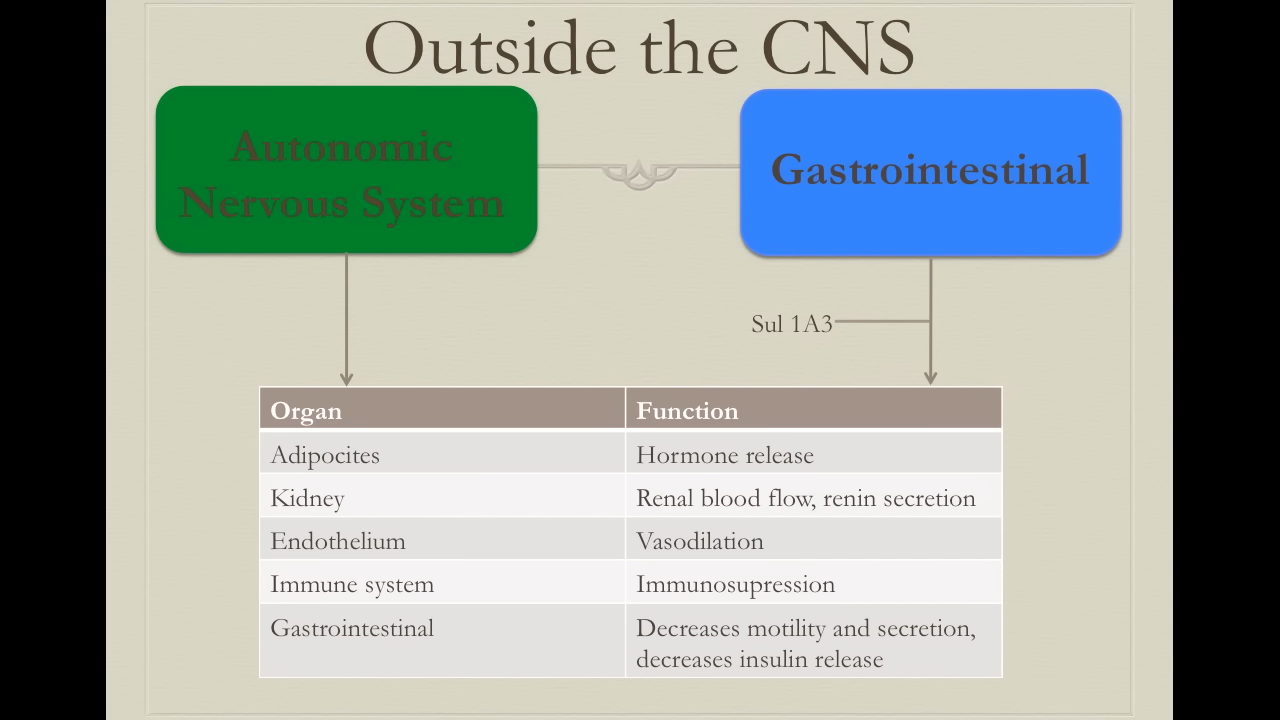 Outside the CNS
Autonomic
Nervous System
Gastrointestinal
Sul 1A3
Organ Function
Adipocites Hormone release
Kidney Renal blood flow, renin secretion
Endothelium Vasodilation
Immune system Immunosupression
Gastrointestinal Decreases motility and secretion,
decreases insulin release